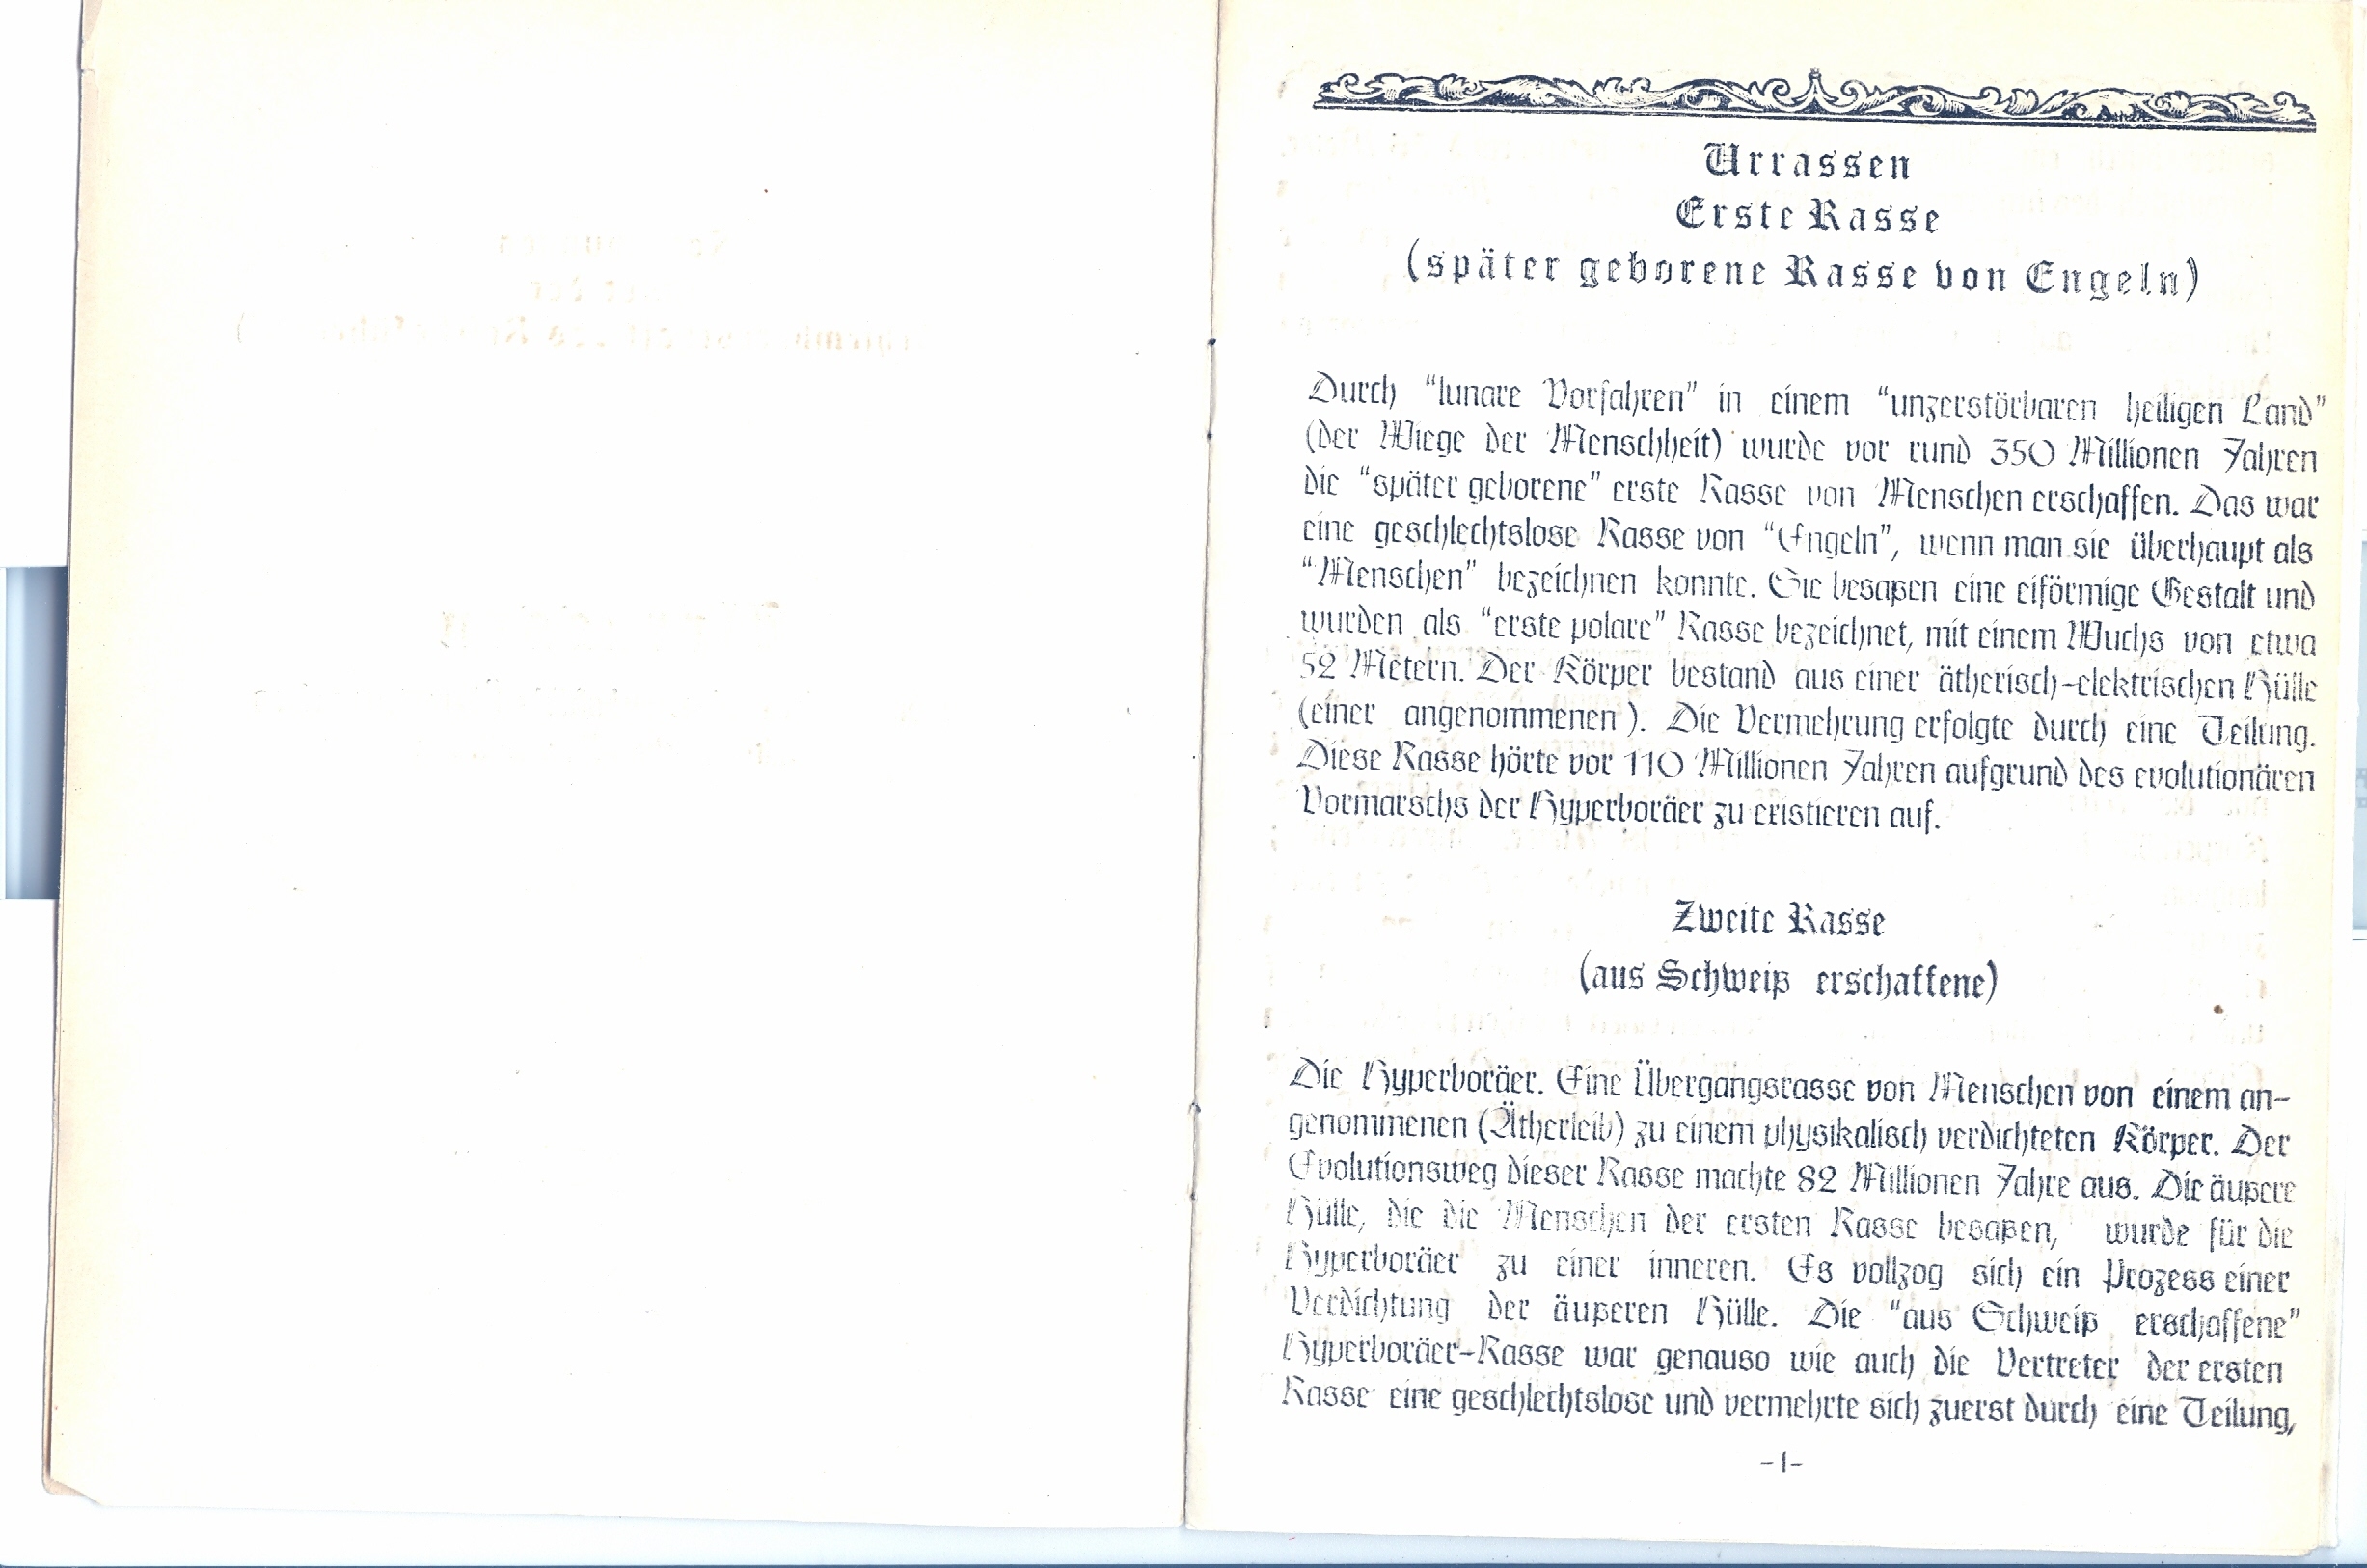 Urrassen
Erste Rasse
(später geborene Rasse von Engeln)
Durch “lunare Vorfahren” in einem “unzerstörbaren heiligen Land”
(der Wiege der Menschheit) wurde vor rund 350 Millionen Jahren
die “später geborene” erste Rasse von Menschen erschaffen. Das war
eine geschlechtslose Rasse von “Engeln”, wenn man sie überhaupt als
“Menschen” bezeichnen konnte. Sie besaßen eine eiförmige Gestalt und
wurden als “erste polare” Rasse bezeichnet, mit einem Wuchs von etwa
52 Metern. Der Körper bestand aus einer ätherisch-elektrischen Hülle
(einer angenommenen). Die Vermehrung erfolgte durch eine Teilung.
Diese Rasse hörte vor 110 Millionen Jahren aufgrund des evolutionären
Vormarschs der Hyperboräer zu existieren auf.
Zweite Rasse
(aus Schweiß erschaffene)
Die Hyperboräer. Eine Übergangsrasse von Menschen von einem an-
genommenen (Ätherleib) zu einem physikalisch verdichteten Körper. Der
Evolutionsweg dieser Rasse machte 82 Millionen Jahre aus. Die äußere
Hülle, die die Menschen der ersten Rasse besaßen, wurde für die
Hyperboräer zu einer inneren. Es vollzog sich ein Prozess einer
Verdichtung der äußeren Hülle. Die “aus Schweiß erschaffene”
Hyperboräer-Rasse war genauso wie auch die Vertreter der ersten
Rasse eine geschlechtslose und vermehrte sich zuerst durch eine Teilung,
-1-